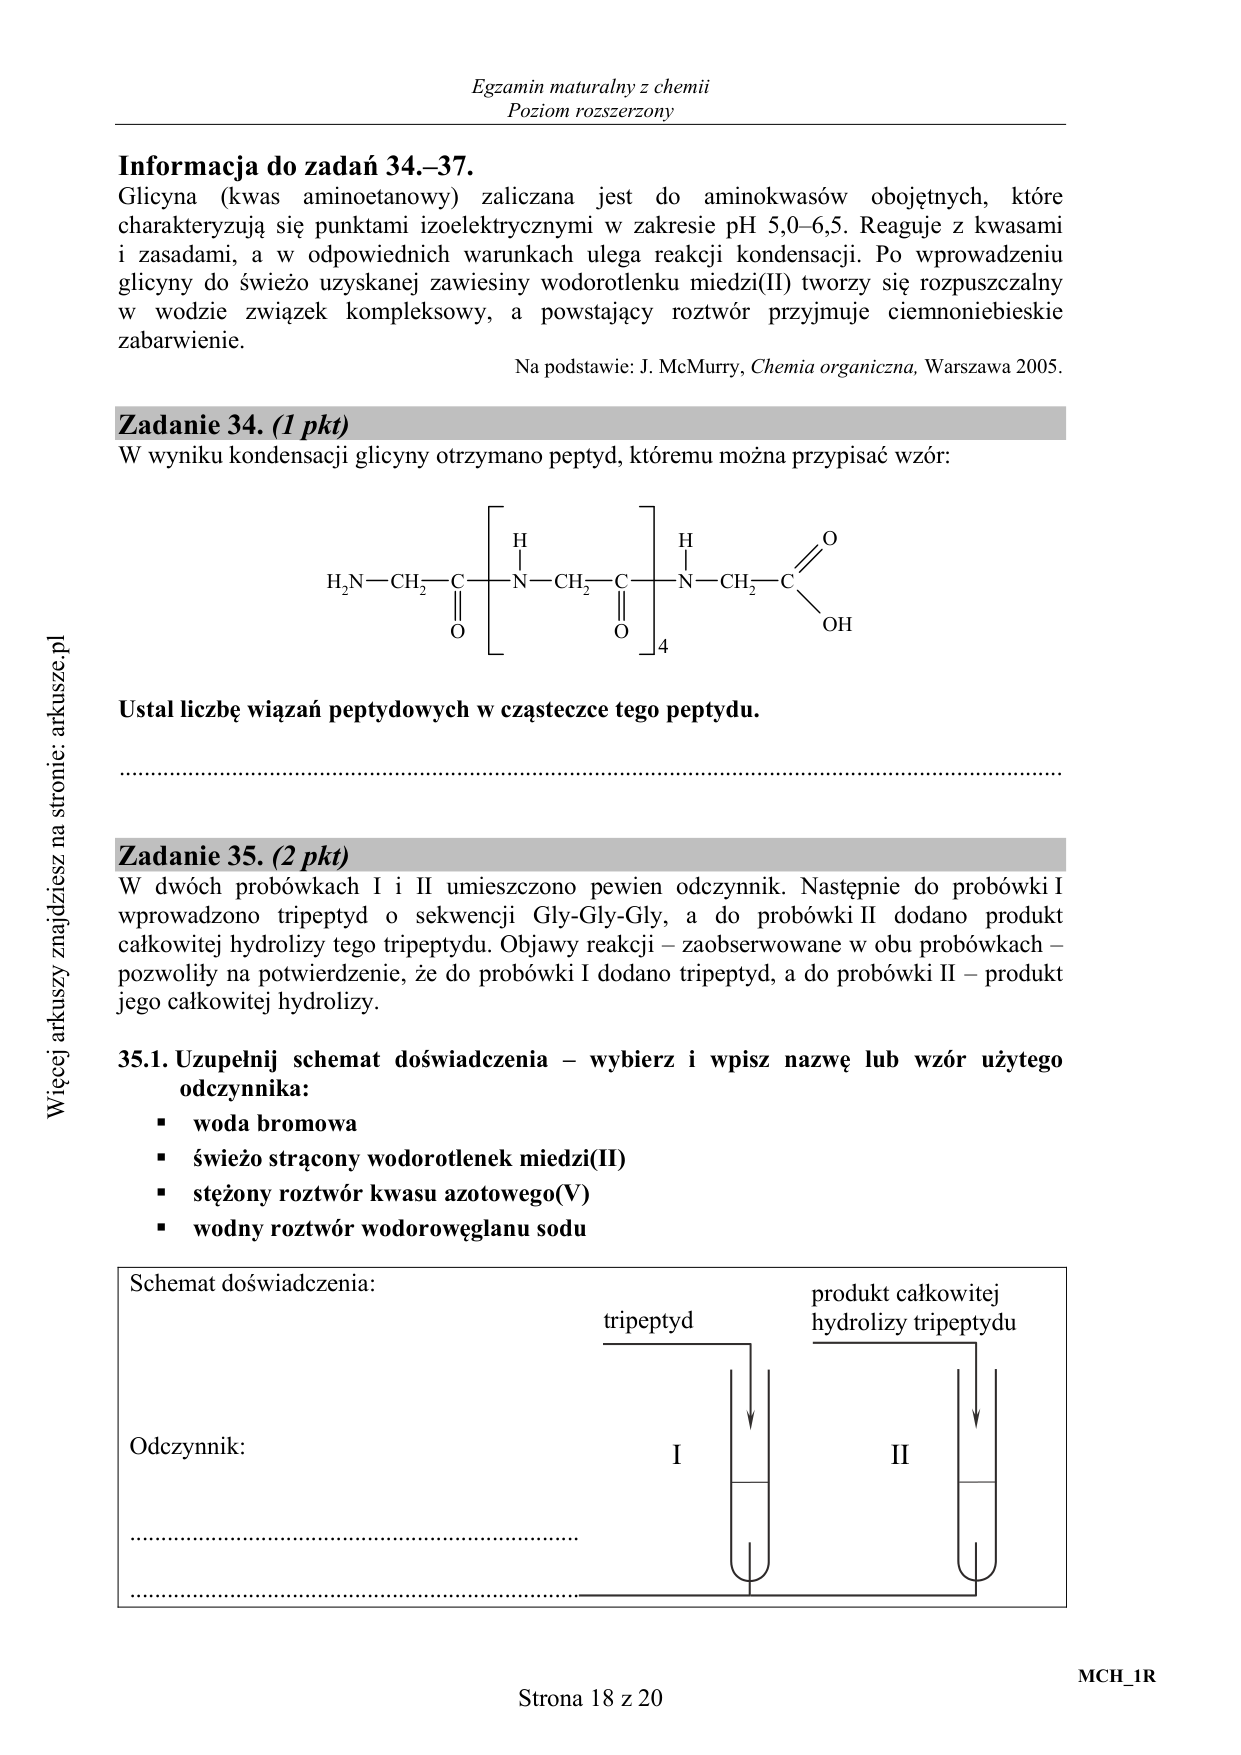 Egzamin maturalny z chemii
Poziom rozszerzony
Informacja do zadań 34.–37.
Glicyna (kwas aminoetanowy) zaliczana jest do aminokwasów obojętnych, które
charakteryzują się punktami izoelektrycznymi w zakresie pH 5,0–6,5. Reaguje z kwasami
i zasadami, a w odpowiednich warunkach ulega reakcji kondensacji. Po wprowadzeniu
glicyny do świeżo uzyskanej zawiesiny wodorotlenku miedzi(II) tworzy się rozpuszczalny
w wodzie związek kompleksowy, a powstający roztwór przyjmuje ciemnoniebieskie
zabarwienie.
Na podstawie: J. McMurry, Chemia organiczna, Warszawa 2005.
Zadanie 34. (1 pkt)
W wyniku kondensacji glicyny otrzymano peptyd, któremu można przypisać wzór:
H H O
H₂N CH₂ C N CH₂ C N CH₂ C
O O OH
4
Ustal liczbę wiązań peptydowych w cząsteczce tego peptydu.
Zadanie 35. (2 pkt)
W dwóch probówkach I i II umieszczono pewien odczynnik. Następnie do probówki I
wprowadzono tripeptyd o sekwencji Gly-Gly-Gly, a do probówki II dodano produkt
całkowitej hydrolizy tego tripeptydu. Objawy reakcji – zaobserwowane w obu probówkach –
pozwoliły na potwierdzenie, że do probówki I dodano tripeptyd, a do probówki II – produkt
jego całkowitej hydrolizy.
35.1. Uzupełnij schemat doświadczenia – wybierz i wpisz nazwę lub wzór użytego
odczynnika:
▪ woda bromowa
▪ świeżo strącony wodorotlenek miedzi(II)
▪ stężony roztwór kwasu azotowego(V)
▪ wodny roztwór wodorowęglanu sodu
Schemat doświadczenia:
produkt całkowitej
tripeptyd hydrolizy tripeptydu
Odczynnik: I II
MCH_1R
Strona 18 z 20
Więcej arkuszy znajdziesz na stronie: arkusze.pl